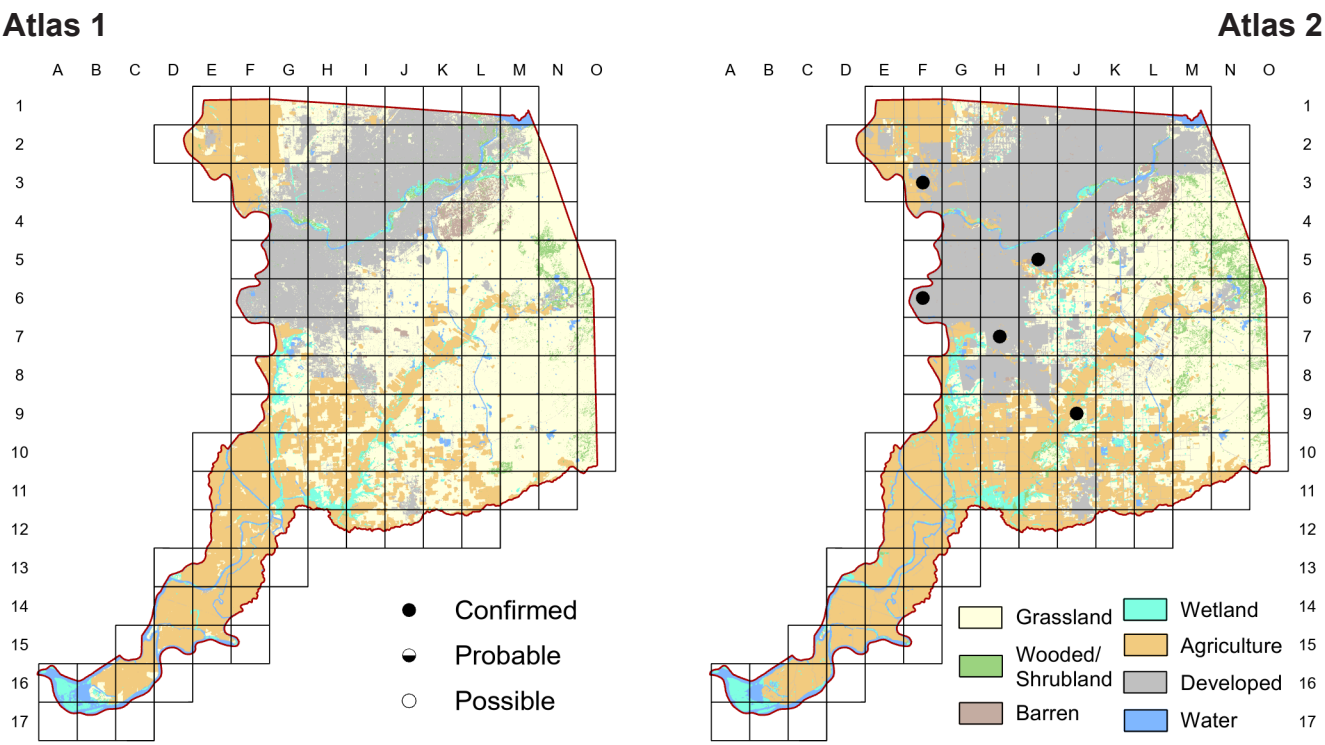 Atlas 1
Atlas 2
A B C D E F G H I J K L M N O
A B C D E F G H I J K L M N O
1
2
3
4
5
6
7
8
9
10
11
12
13
14
15
16
17
1
2
3
4
5
6
7
8
9
10
11
12
13
14
15
16
17
Confirmed
Probable
Possible
Grassland
Wooded/
Shrubland
Barren
Wetland
Agriculture
Developed
Water